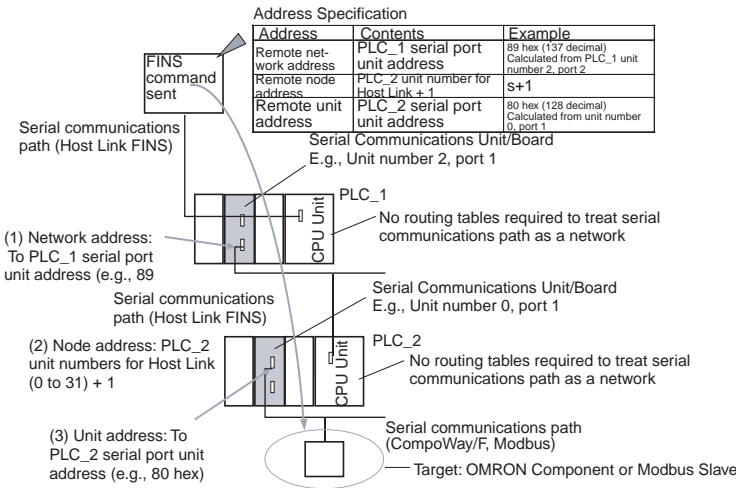 Address Specification
Address Contents Example
Remote net-
work address
PLC_1 serial port
unit address
89 hex (137 decimal)
Calculated from PLC_1 unit
number 2, port 2
Remote node
address
PLC_2 unit number for
Host Link + 1
s+1
Remote unit
address
PLC_2 serial port
unit address
80 hex (128 decimal)
Calculated from unit number
0, port 1
FINS
command
sent
Serial communications
path (Host Link FINS)
Serial Communications Unit/Board
E.g., Unit number 2, port 1
PLC_1
CPU Unit
No routing tables required to treat serial
communications path as a network
(1) Network address:
To PLC_1 serial port
unit address (e.g., 89
Serial communications
path (Host Link FINS)
Serial Communications Unit/Board
E.g., Unit number 0, port 1
(2) Node address: PLC_2
unit numbers for Host Link
(0 to 31) + 1
PLC_2
CPU Unit
No routing tables required to treat serial
communications path as a network
(3) Unit address: To
PLC_2 serial port unit
address (e.g., 80 hex)
Serial communications path
(CompoWay/F, Modbus)
Target: OMRON Component or Modbus Slave